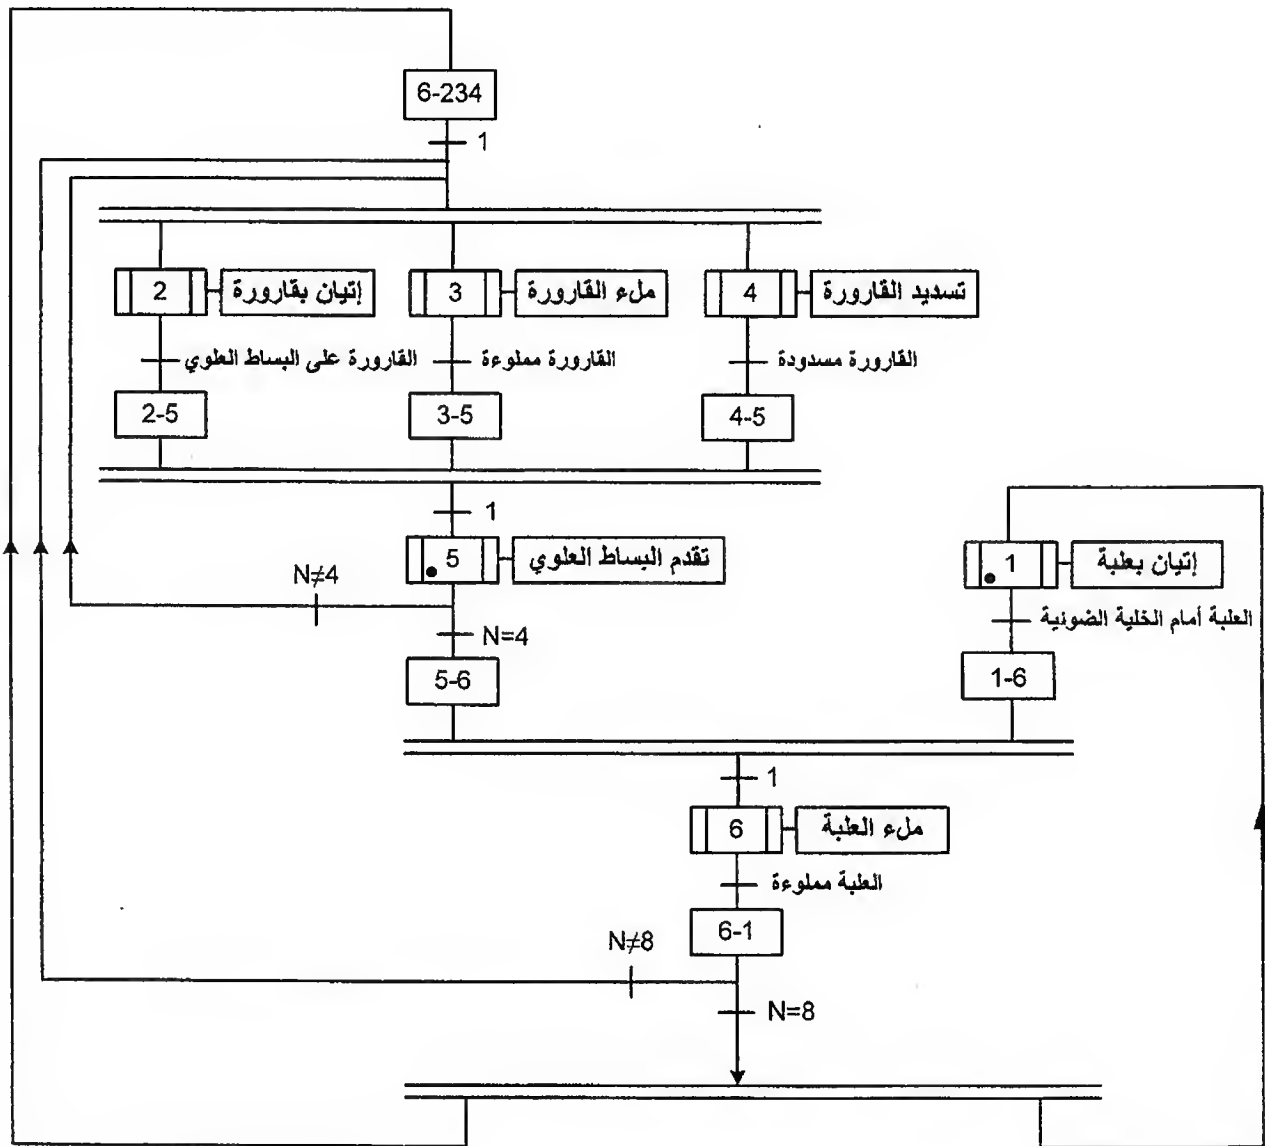 6-234
1
2
إتيان بقارورة
3
ملء القارورة
4
تسديد القارورة
القارورة على البساط العلوي
القارورة مملوءة
القارورة مسدودة
2-5
3-5
4-5
1
5
تقدم البساط العلوي
1
إتيان بعلبة
N≠4
N=4
العلبة أمام الخلية الضوئية
5-6
1-6
1
6
ملء العلبة
العلبة مملوءة
6-1
N≠8
N=8